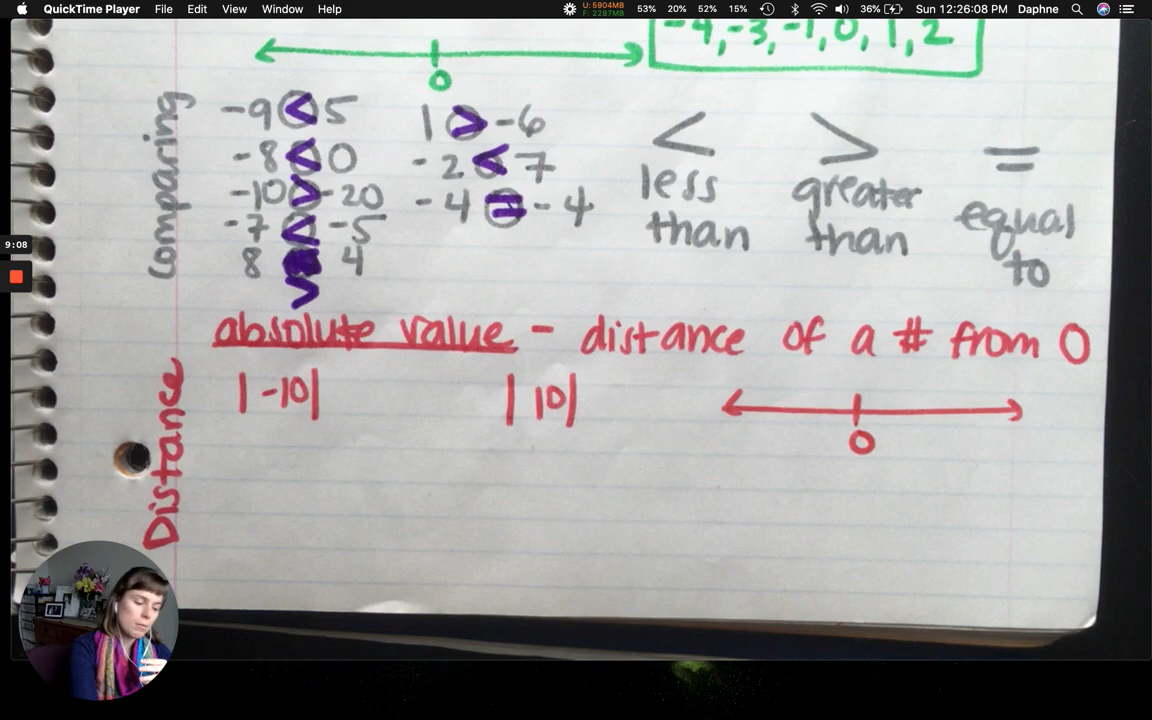 QuickTime Player File Edit View Window Help U: 5904MB F: 2287MB 53% 20% 52% 15% 36% Sun 12:26:08 PM Daphne
-4, -3, -1, 0, 1, 2
0
comparing
-9 < 5 1 > -6
-8 < 0 -2 < 7
-10 > -20 -4 = -4
-7 < -5
8 > 4
< > =
less than
greater than
equal to
9:08
absolute value - distance of a # from 0
Distance
|-10| |10|
0